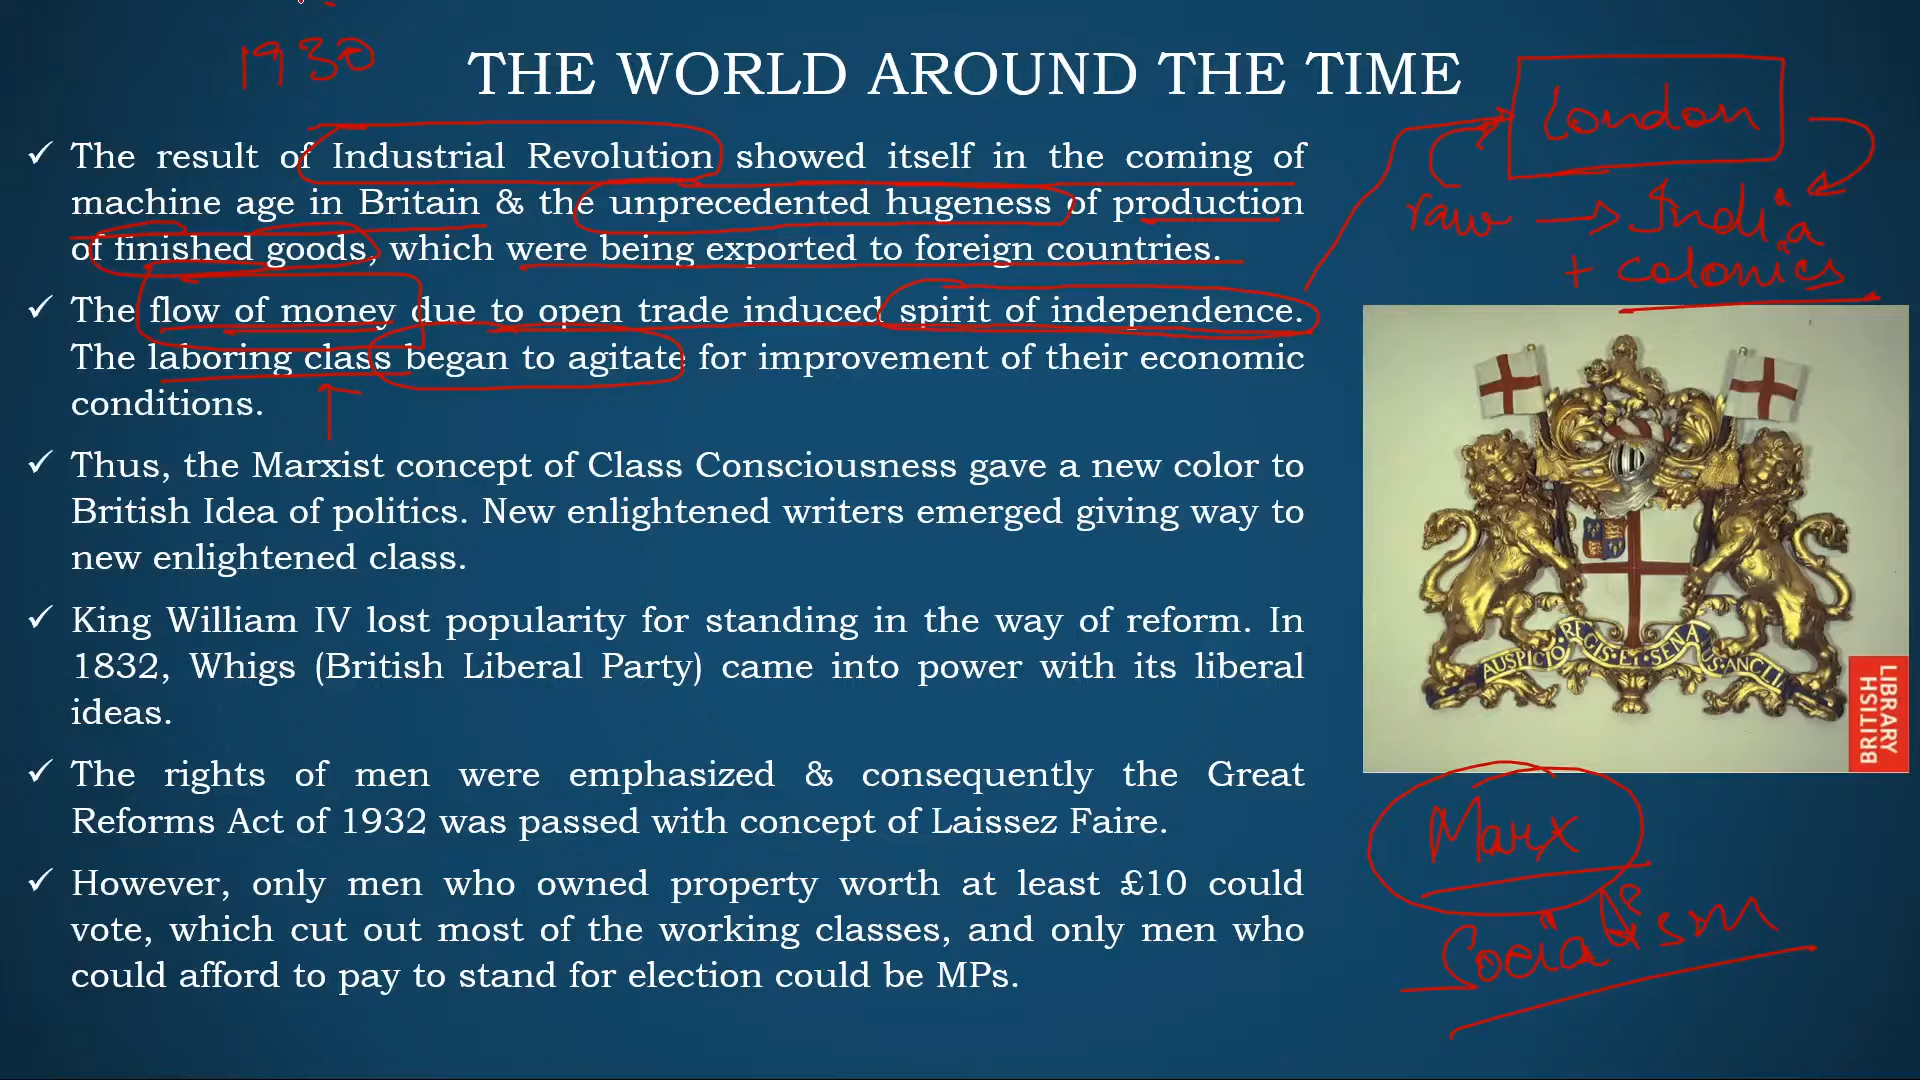 1930
THE WORLD AROUND THE TIME
London
raw → India
+ colonies
✓ The result of Industrial Revolution showed itself in the coming of
machine age in Britain & the unprecedented hugeness of production
of finished goods, which were being exported to foreign countries.
✓ The flow of money due to open trade induced spirit of independence.
The laboring class began to agitate for improvement of their economic
conditions.
✓ Thus, the Marxist concept of Class Consciousness gave a new color to
British Idea of politics. New enlightened writers emerged giving way to
new enlightened class.
✓ King William IV lost popularity for standing in the way of reform. In
1832, Whigs (British Liberal Party) came into power with its liberal
ideas.
✓ The rights of men were emphasized & consequently the Great
Reforms Act of 1932 was passed with concept of Laissez Faire.
✓ However, only men who owned property worth at least £10 could
vote, which cut out most of the working classes, and only men who
could afford to pay to stand for election could be MPs.
AUSPICIO REGIS·ET·SENA S·ANGLI
BRITISH
LIBRARY
Marx
Socialism